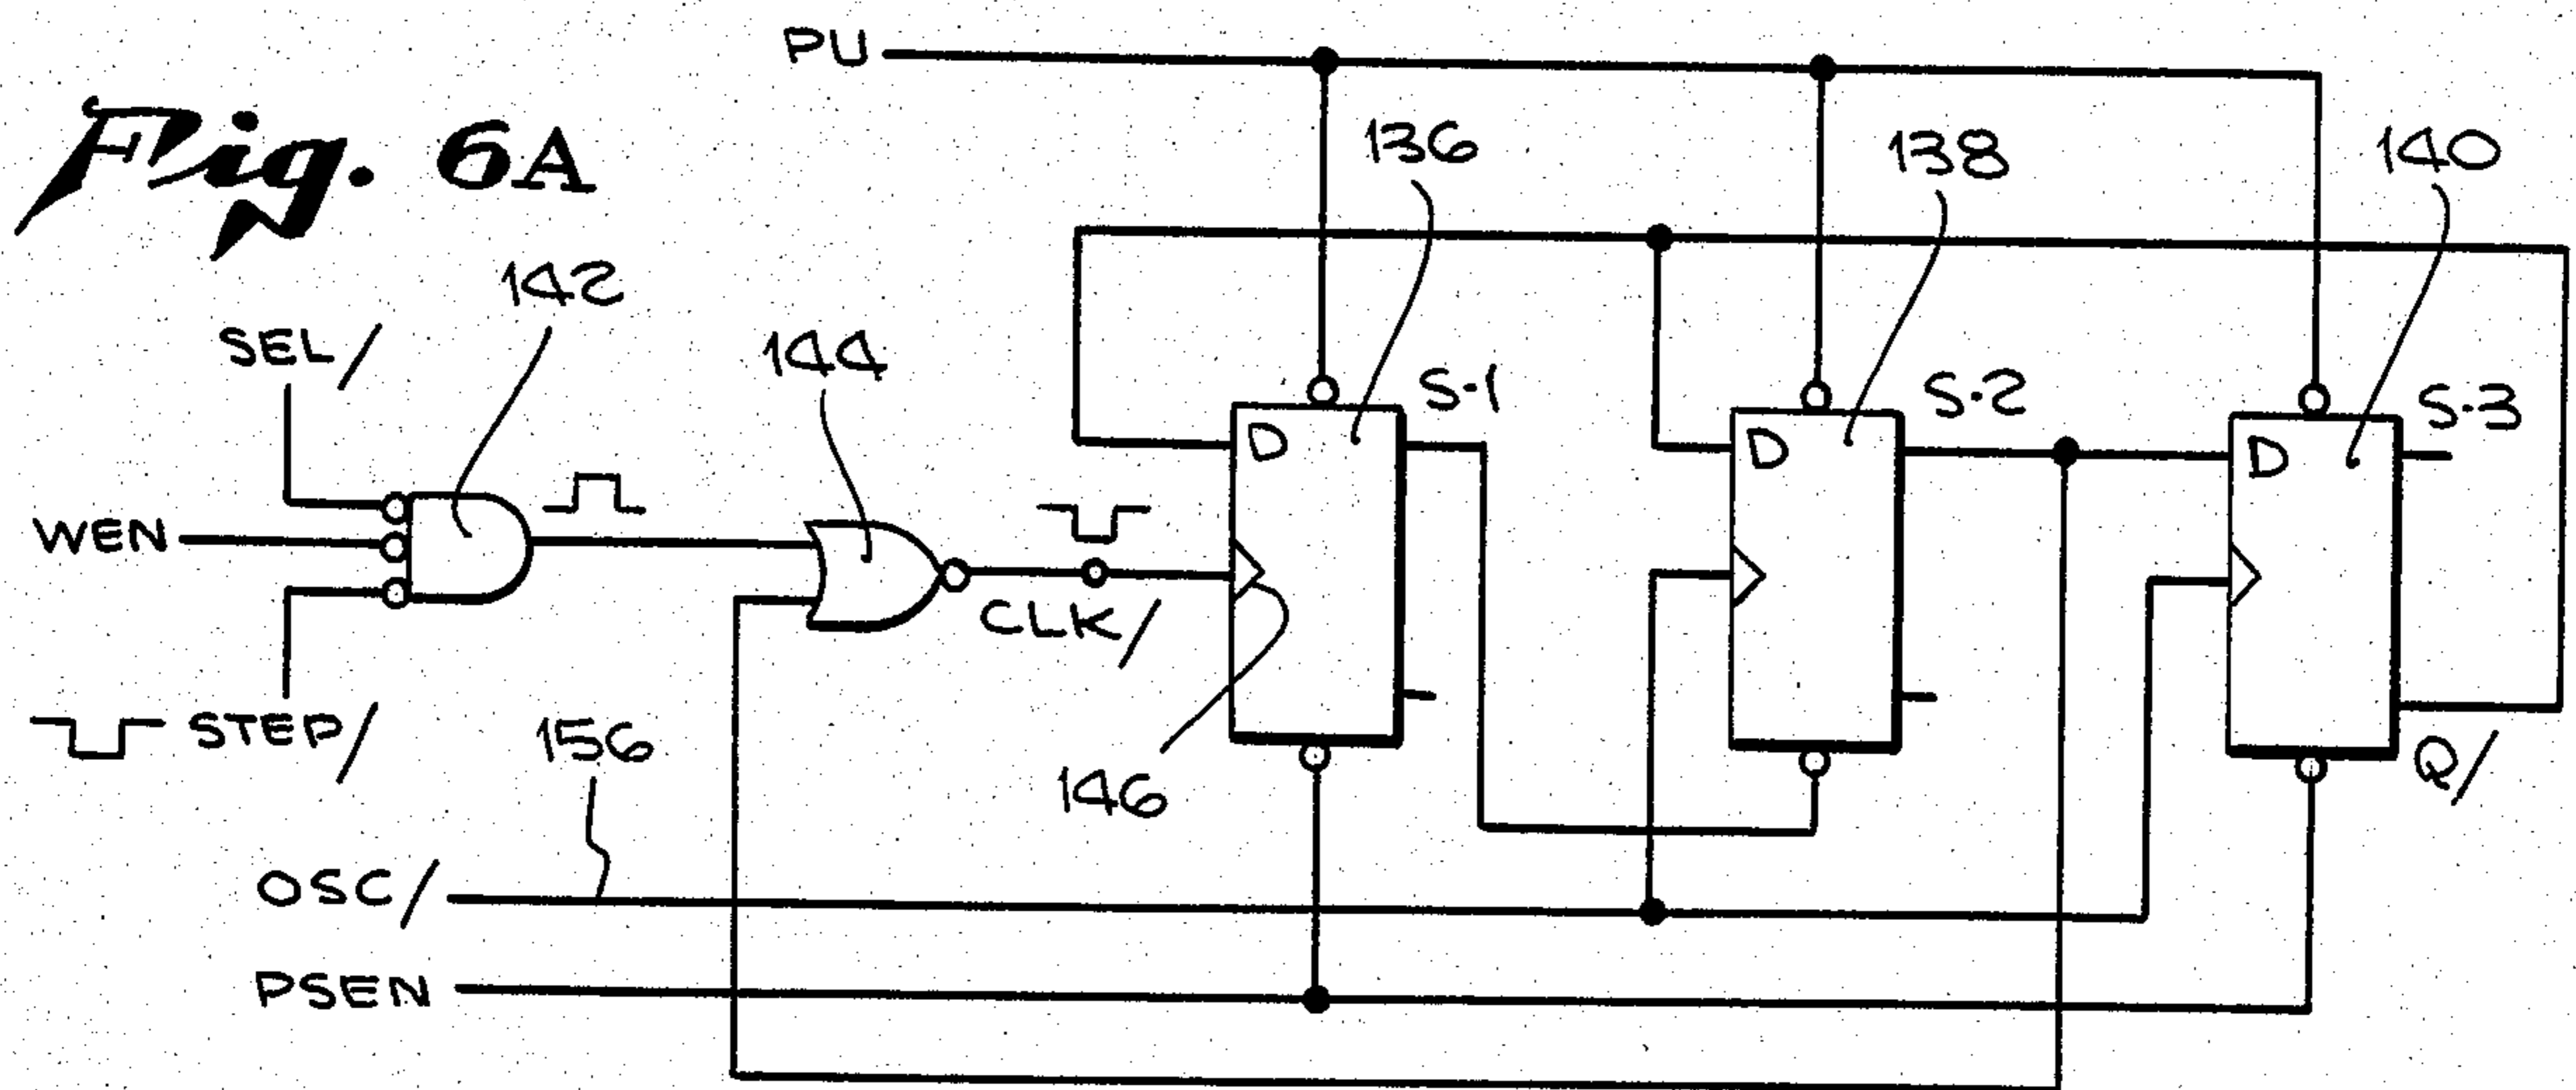 PU
Fig. 6A
136
138
140
142
SEL/
144
S-1
S-2
S-3
D
D
D
WEN
CLK/
STEP/
156
146
Q/
OSC/
PSEN